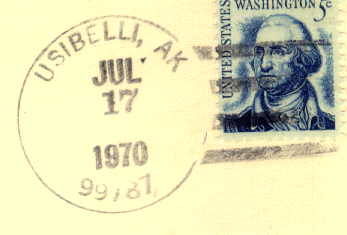 USIBELLI, AK
JUL
17
1970
99787
UNITED STATES
WASHINGTON 5c